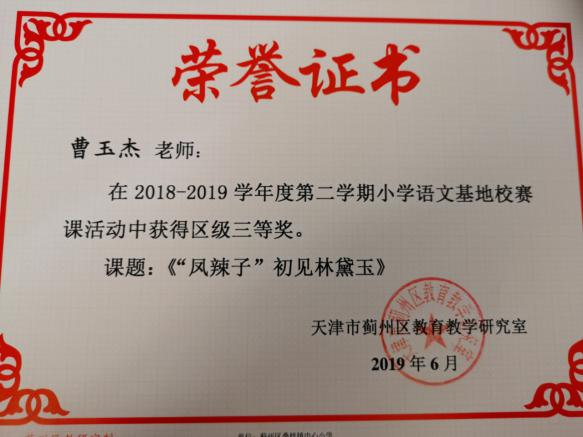 荣誉证书
曹玉杰 老师：
在 2018-2019 学年度第二学期小学语文基地校赛
课活动中获得区级三等奖。
课题：《“凤辣子”初见林黛玉》
天津市蓟州区教育教学研究室
2019 年 6 月